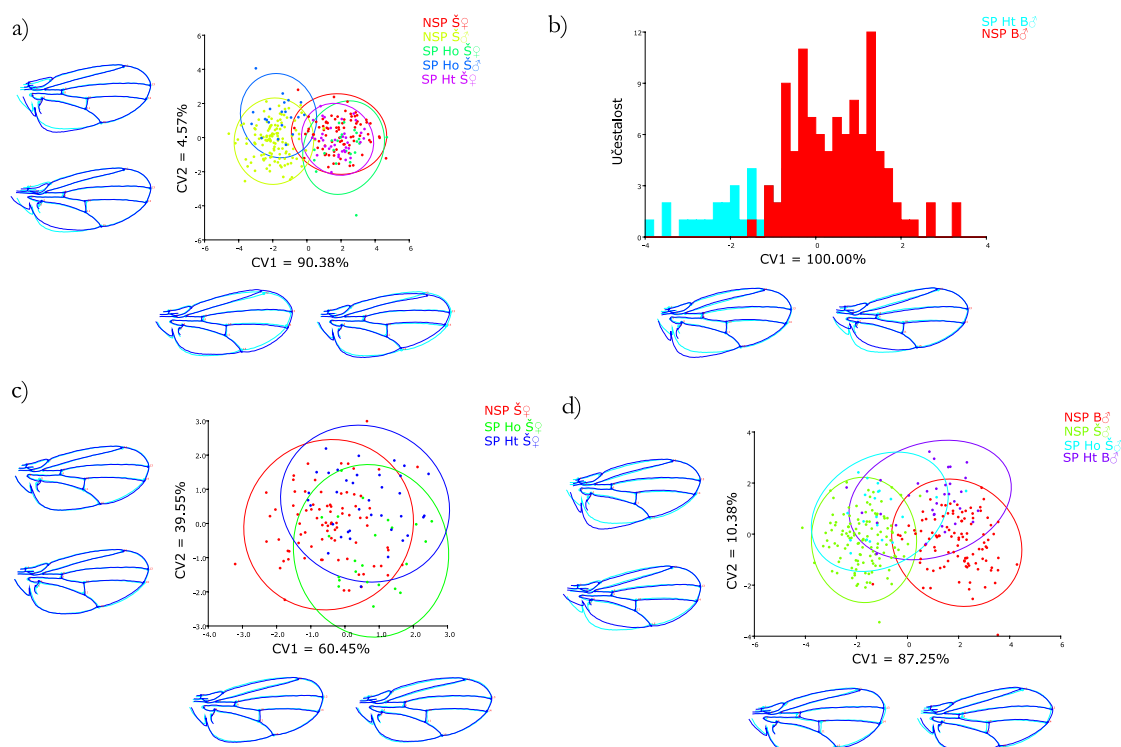 a)
NSP Š♀
NSP Š♂
SP Ho Š♀
SP Ho Š♂
SP Ht Š♀
CV2 = 4.57%
6
4
2
0
-2
-4
-6
-6 -4 -2 0 2 4 6
CV1 = 90.38%
b)
SP Ht B♂
NSP B♂
Učestalost
12
9
6
3
0
-4 -2 0 2 4
CV1 = 100.00%
c)
NSP Š♀
SP Ho Š♀
SP Ht Š♀
CV2 = 39.55%
3.0
2.0
1.0
0.0
-1.0
-2.0
-3.0
-4.0 -3.0 -2.0 -1.0 0.0 1.0 2.0 3.0
CV1 = 60.45%
d)
NSP B♂
NSP Š♂
SP Ho Š♂
SP Ht B♂
CV2 = 10.38%
4
2
0
-2
-4
-6 -4 -2 0 2 4 6
CV1 = 87.25%